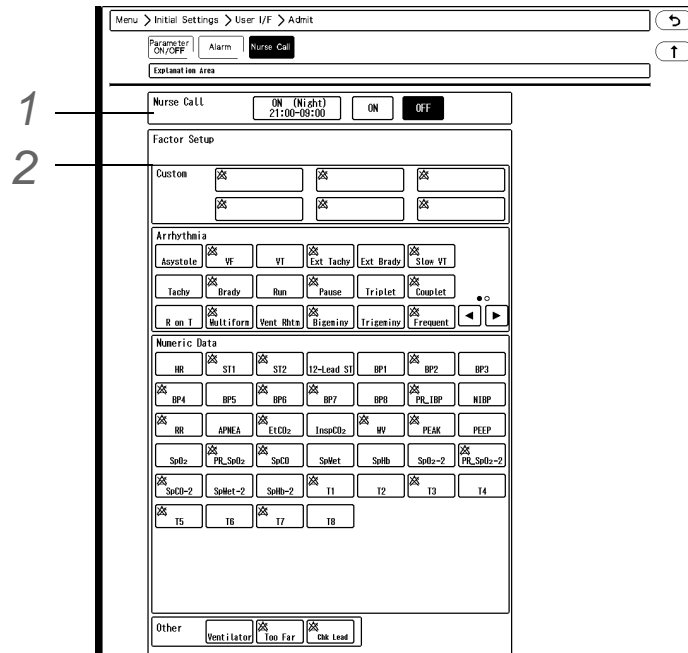 Menu > Initial Settings > User I/F > Admit
Parameter ON/OFF Alarm Nurse Call
Explanation Area
1
Nurse Call ON (Night) 21:00-09:00 ON OFF
Factor Setup
2
Custom
Arrhythmia
Asystole VF VT Ext Tachy Ext Brady Slow VT
Tachy Brady Run Pause Triplet Couplet
R on T Multiform Vent Rhtm Bigeminy Trigeminy Frequent
Numeric Data
HR ST1 ST2 12-Lead ST BP1 BP2 BP3
BP4 BP5 BP6 BP7 BP8 PR_IBP NIBP
RR APNEA EtCO₂ InspCO₂ MV PEAK PEEP
SpO₂ PR_SpO₂ SpCO SpMet SpHb SpO₂-2 PR_SpO₂-2
SpCO-2 SpMet-2 SpHb-2 T1 T2 T3 T4
T5 T6 T7 T8
Other Ventilator Too Far Chk Lead